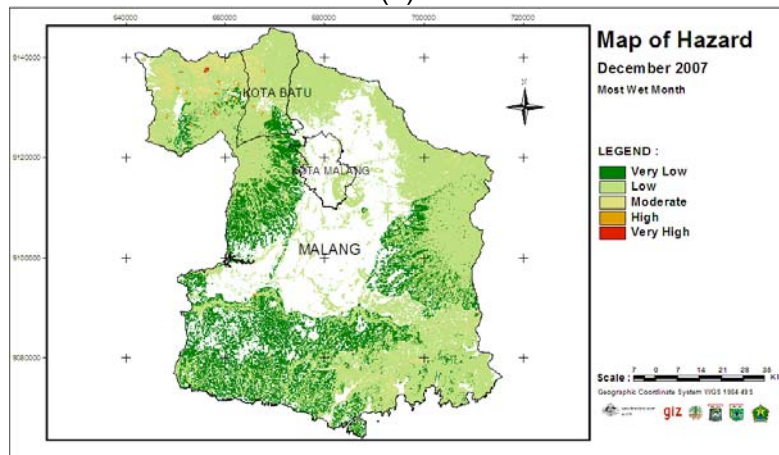 640000 660000 680000 700000 720000
Map of Hazard
December 2007
Most Wet Month
9140000
KOTA BATU
9120000
KOTA MALANG
LEGEND :
Very Low
Low
Moderate
High
Very High
9100000
MALANG
9080000
Scale :
7 0 7 14 21 28 35
Geographic Coordinate System WGS 1984 49 S
giz